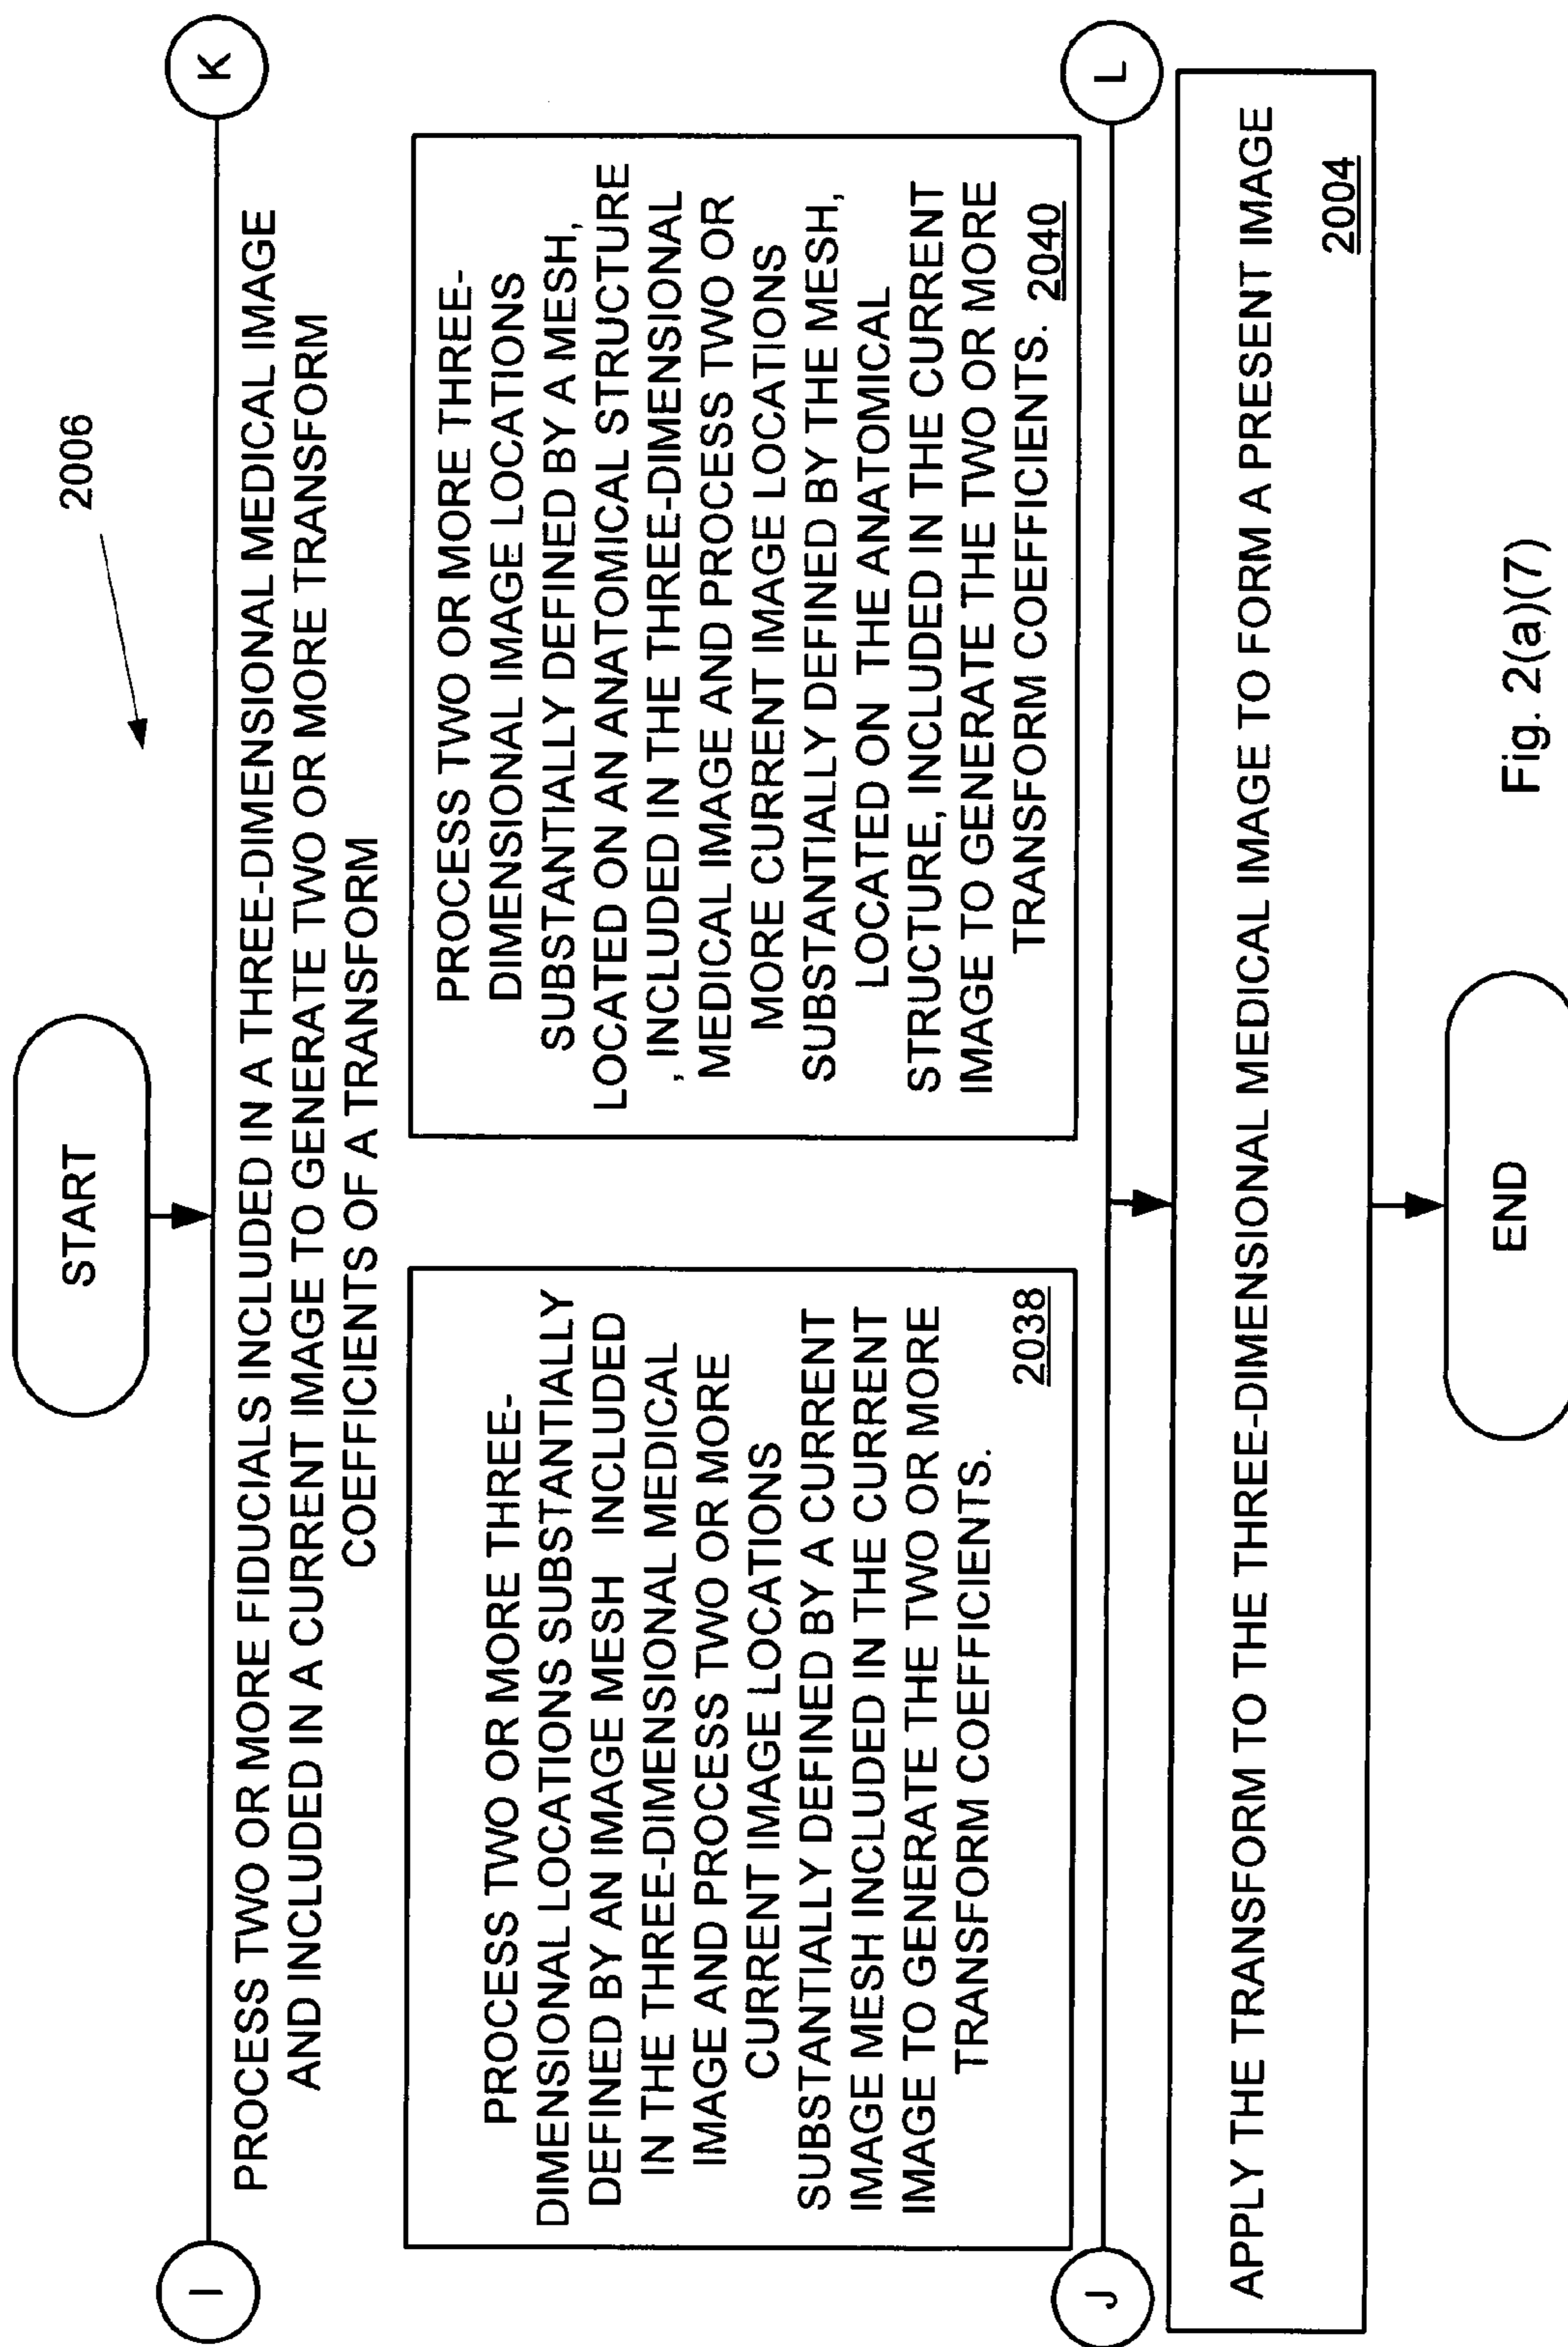 2006
START
I
K
PROCESS TWO OR MORE FIDUCIALS INCLUDED IN A THREE-DIMENSIONAL MEDICAL IMAGE
AND INCLUDED IN A CURRENT IMAGE TO GENERATE TWO OR MORE TRANSFORM
COEFFICIENTS OF A TRANSFORM
PROCESS TWO OR MORE THREE-
DIMENSIONAL LOCATIONS SUBSTANTIALLY
DEFINED BY AN IMAGE MESH INCLUDED
IN THE THREE-DIMENSIONAL MEDICAL
IMAGE AND PROCESS TWO OR MORE
CURRENT IMAGE LOCATIONS
SUBSTANTIALLY DEFINED BY A CURRENT
IMAGE MESH INCLUDED IN THE CURRENT
IMAGE TO GENERATE THE TWO OR MORE
TRANSFORM COEFFICIENTS.
2038
PROCESS TWO OR MORE THREE-
DIMENSIONAL IMAGE LOCATIONS
SUBSTANTIALLY DEFINED BY A MESH,
LOCATED ON AN ANATOMICAL STRUCTURE
, INCLUDED IN THE THREE-DIMENSIONAL
MEDICAL IMAGE AND PROCESS TWO OR
MORE CURRENT IMAGE LOCATIONS
SUBSTANTIALLY DEFINED BY THE MESH,
LOCATED ON THE ANATOMICAL
STRUCTURE, INCLUDED IN THE CURRENT
IMAGE TO GENERATE THE TWO OR MORE
TRANSFORM COEFFICIENTS. 2040
J
L
APPLY THE TRANSFORM TO THE THREE-DIMENSIONAL MEDICAL IMAGE TO FORM A PRESENT IMAGE
2004
END
Fig. 2(a)(7)